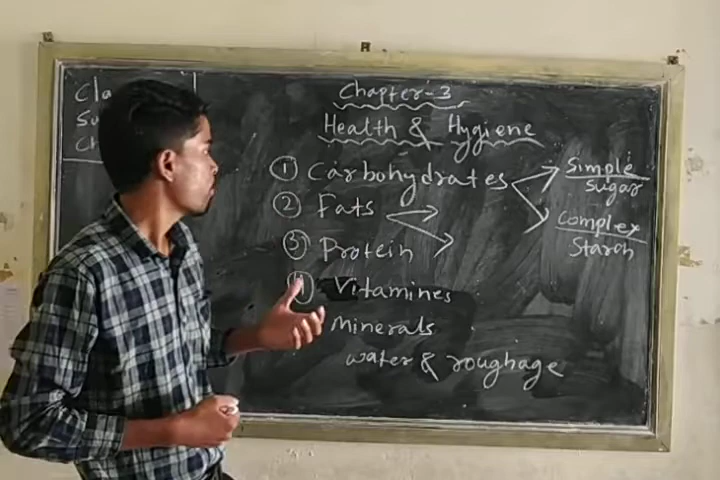 Chapter-3
Health & Hygiene
① Carbohydrates
Simple
Sugar
Complex
Starch
② Fats
③ Protein
Vitamines
Minerals
water & roughage